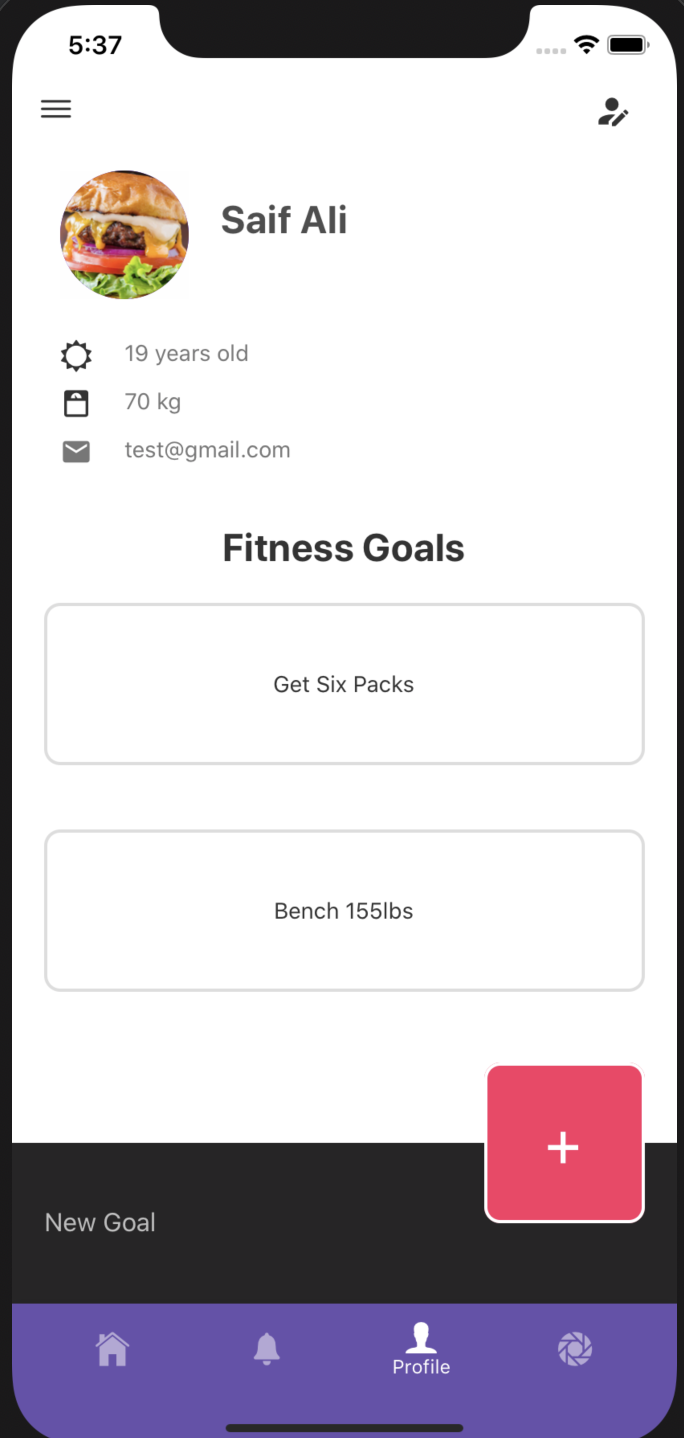 5:37
Saif Ali
19 years old
70 kg
test@gmail.com
Fitness Goals
Get Six Packs
Bench 155lbs
+
New Goal
Profile